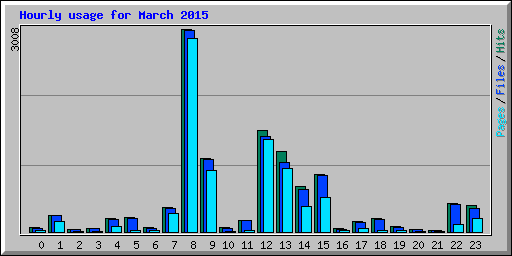 Hourly usage for March 2015
3008
Pages / Files / Hits
0 1 2 3 4 5 6 7 8 9 10 11 12 13 14 15 16 17 18 19 20 21 22 23